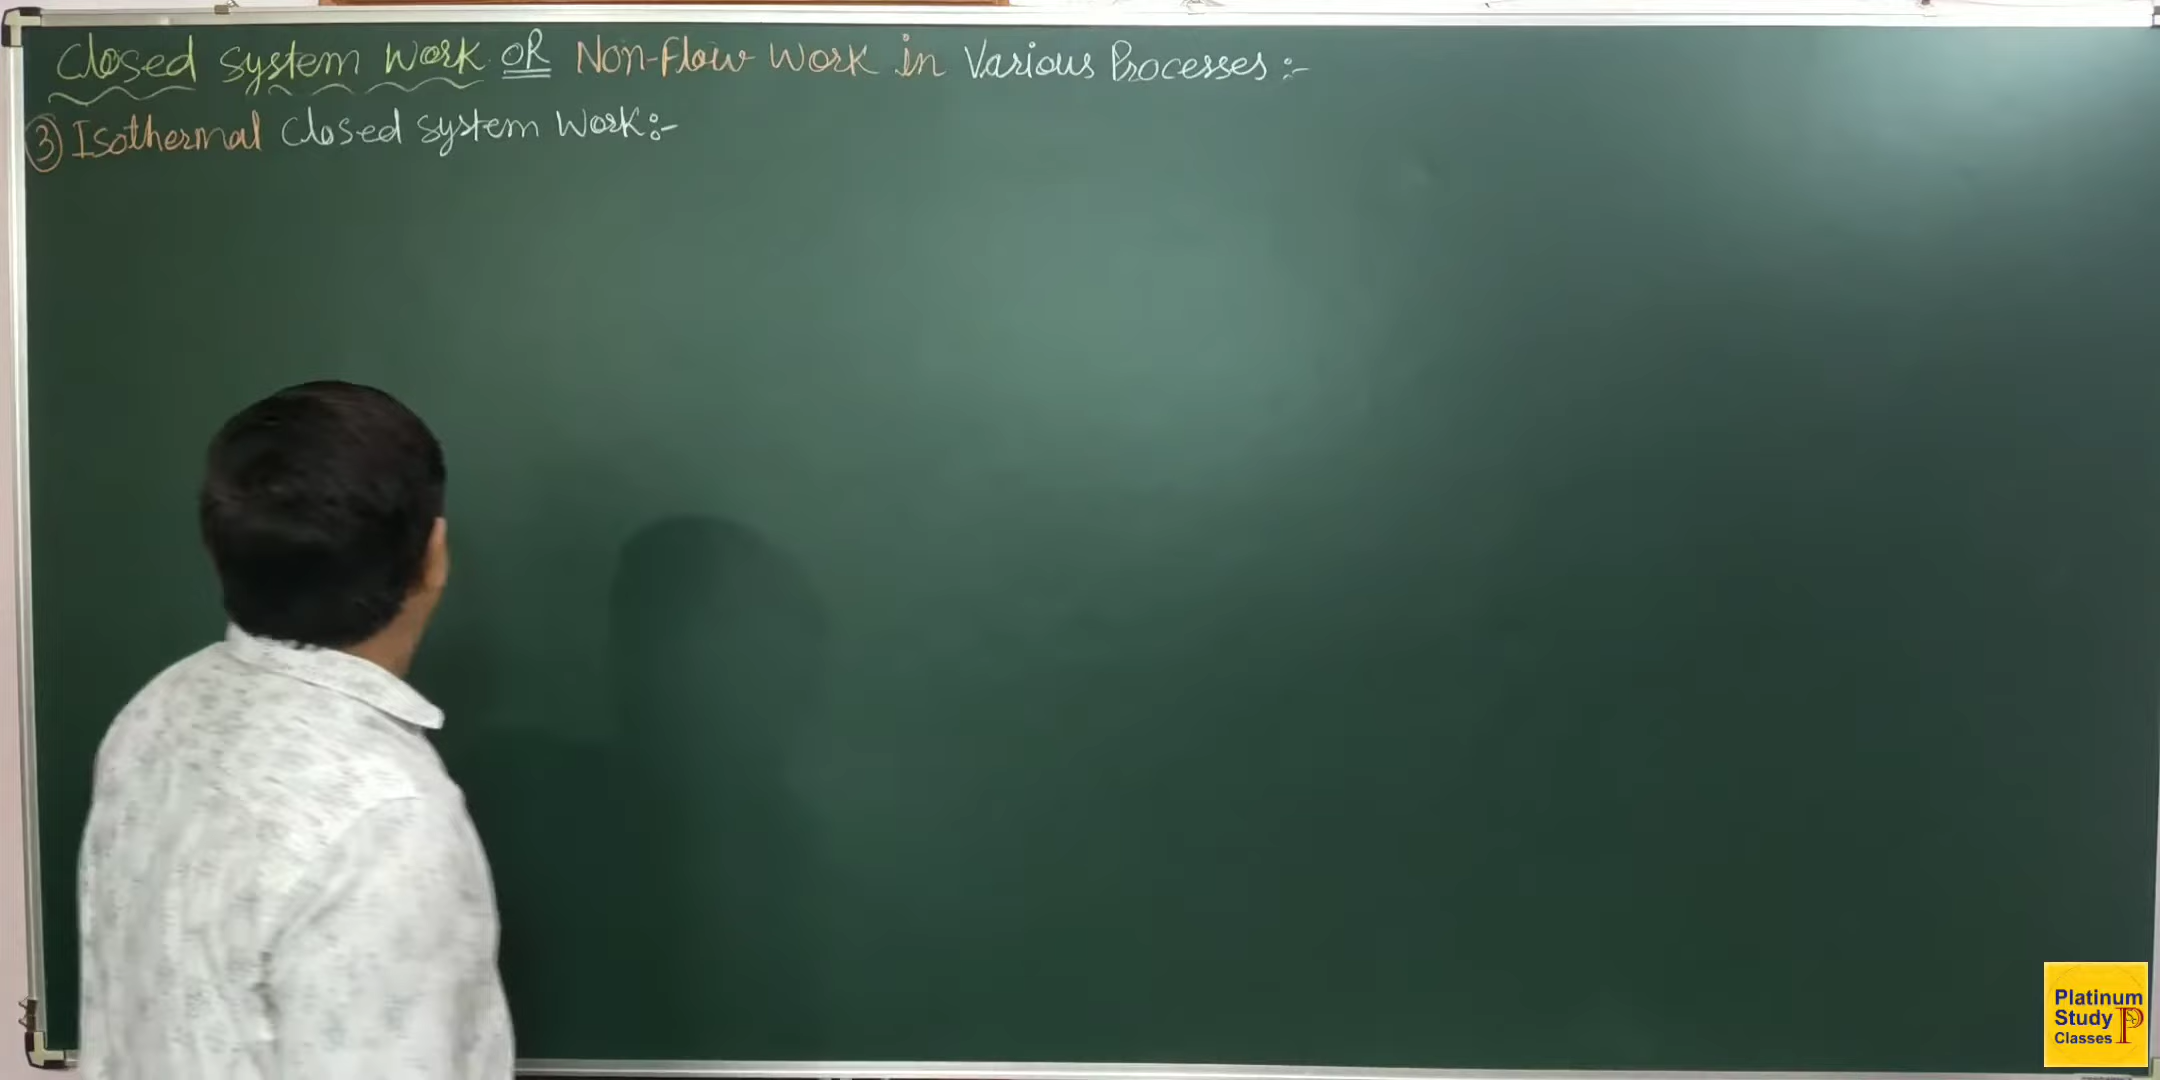 Closed system Work OR Non-Flow Work in Various Processes :-
③ Isothermal Closed system Work:-
Platinum
Study
Classes